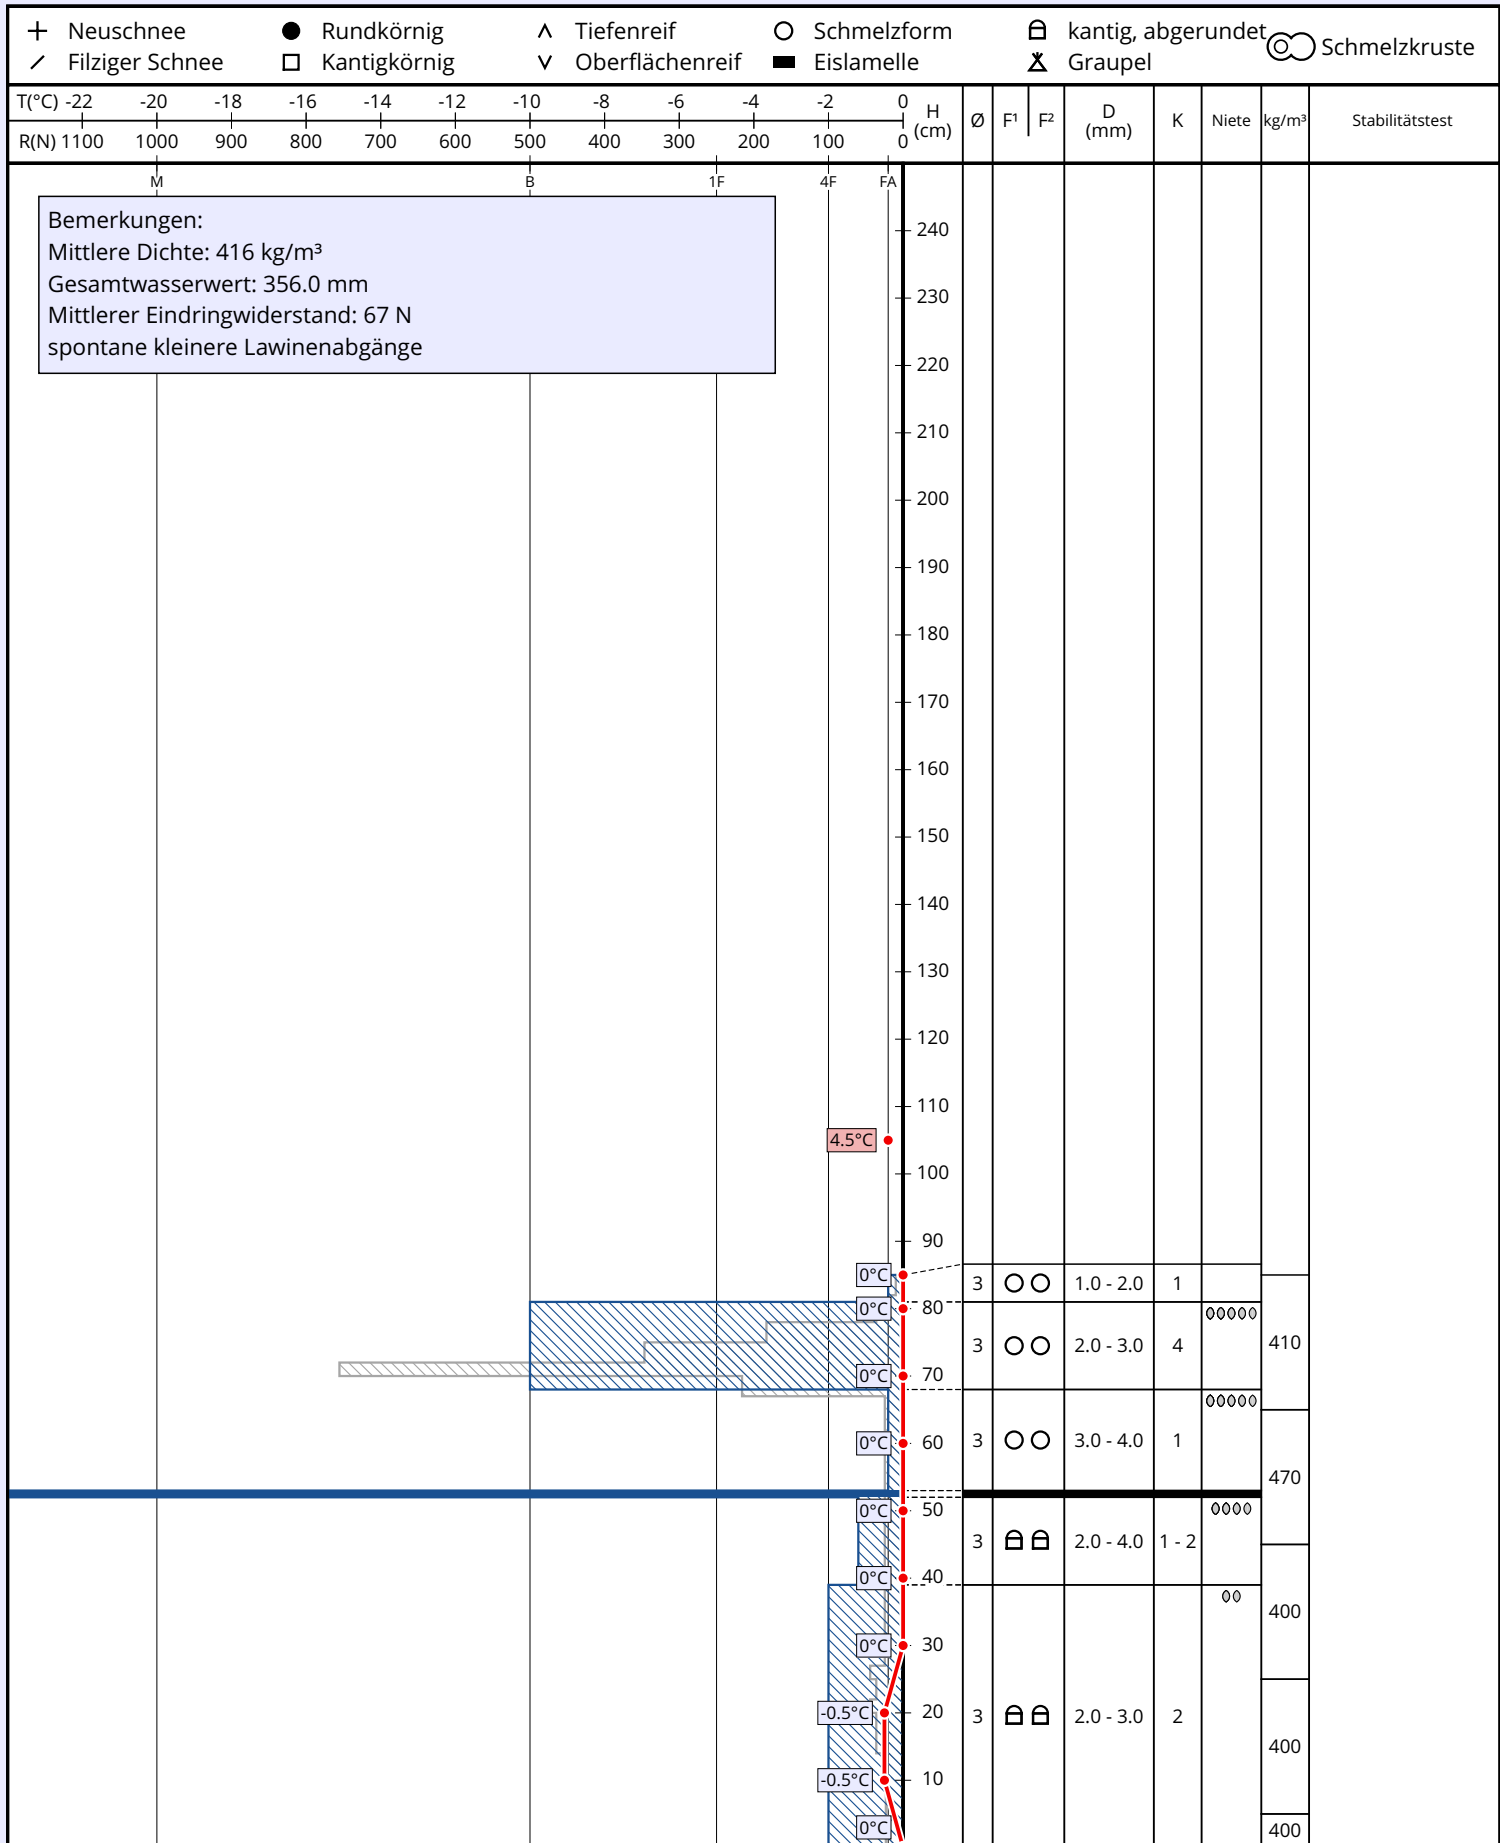 Neuschnee Rundkörnig Tiefenreif Schmelzform kantig, abgerundet Schmelzkruste
Filziger Schnee Kantigkörnig Oberflächenreif Eislamelle Graupel
T(°C) -22 -20 -18 -16 -14 -12 -10 -8 -6 -4 -2 0
R(N) 1100 1000 900 800 700 600 500 400 300 200 100 0
H (cm) Ø F¹ F² D (mm) K Niete kg/m³ Stabilitätstest
M B 1F 4F FA
Bemerkungen:
Mittlere Dichte: 416 kg/m³
Gesamtwasserwert: 356.0 mm
Mittlerer Eindringwiderstand: 67 N
spontane kleinere Lawinenabgänge
240
230
220
210
200
190
180
170
160
150
140
130
120
110
4.5°C
100
90
0°C
3 1.0 - 2.0 1
0°C 80
410
3 2.0 - 3.0 4
0°C 70
0°C 60 3 3.0 - 4.0 1
470
0°C 50
3 2.0 - 4.0 1 - 2
0°C 40
400
0°C 30
-0.5°C 20 3 2.0 - 3.0 2
400
-0.5°C 10
0°C 400